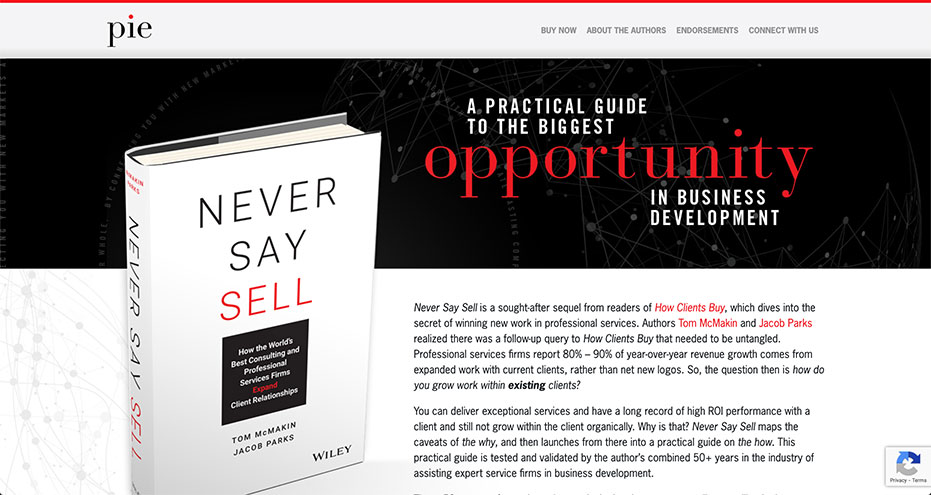 pie
BUY NOW ABOUT THE AUTHORS ENDORSEMENTS CONNECT WITH US
A PRACTICAL GUIDE
TO THE BIGGEST
opportunity
IN BUSINESS
DEVELOPMENT
PARKS
NEVER SAY SELL
NEVER
SAY
SELL
How the World's
Best Consulting and
Professional
Services Firms
Expand
Client Relationships
TOM McMAKIN
JACOB PARKS
WILEY
Never Say Sell is a sought-after sequel from readers of How Clients Buy, which dives into the
secret of winning new work in professional services. Authors Tom McMakin and Jacob Parks
realized there was a follow-up query to How Clients Buy that needed to be untangled.
Professional services firms report 80% – 90% of year-over-year revenue growth comes from
expanded work with current clients, rather than net new logos. So, the question then is how do
you grow work within existing clients?
You can deliver exceptional services and have a long record of high ROI performance with a
client and still not grow within the client organically. Why is that? Never Say Sell maps the
caveats of the why, and then launches from there into a practical guide on the how. This
practical guide is tested and validated by the author's combined 50+ years in the industry of
assisting expert service firms in business development.
Privacy - Terms